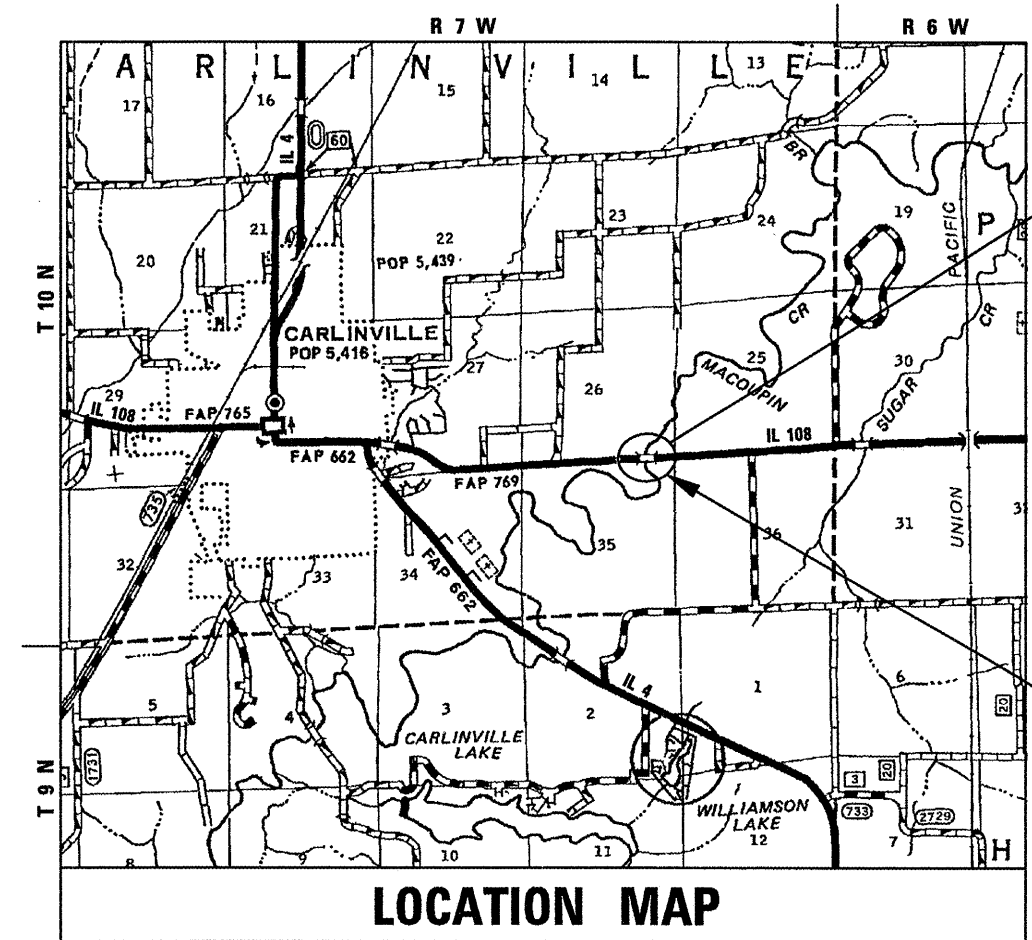 R 7 W
R 6 W
A R L I N V I L L E
13
17
16
15
14
60
IL 4
BR
T 10 N
20
21
22
POP 5,439
23
24
19
PACIFIC
P
CR
CR
CARLINVILLE
POP 5,416
27
26
25
30
MACOUPIN
SUGAR
29
IL 108
FAP 765
FAP 662
IL 108
FAP 769
735
32
33
34
35
36
31
UNION
FAP 662
IL 4
1
6
5
4
3
2
20
CARLINVILLE
LAKE
T 9 N
1731
3
20
WILLIAMSON
LAKE
733
2729
8
9
10
11
12
7
H
LOCATION MAP